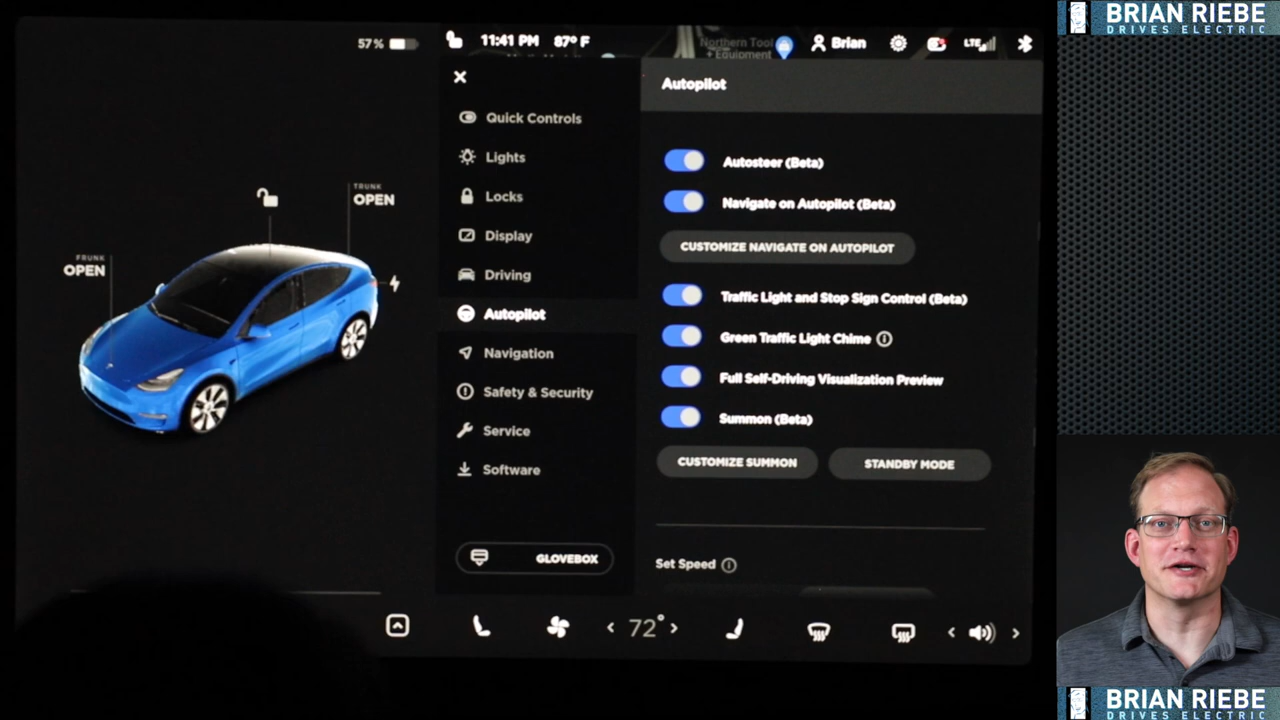 57%
11:41 PM 87° F
Northern Tool
+ Equipment
Brian
LTE
FRUNK
OPEN
TRUNK
OPEN
Quick Controls
Lights
Locks
Display
Driving
Autopilot
Navigation
Safety & Security
Service
Software
GLOVEBOX
Autopilot
Autosteer (Beta)
Navigate on Autopilot (Beta)
CUSTOMIZE NAVIGATE ON AUTOPILOT
Traffic Light and Stop Sign Control (Beta)
Green Traffic Light Chime
Full Self-Driving Visualization Preview
Summon (Beta)
CUSTOMIZE SUMMON
STANDBY MODE
Set Speed
< 72° >
BRIAN RIEBE
DRIVES ELECTRIC
BRIAN RIEBE
DRIVES ELECTRIC